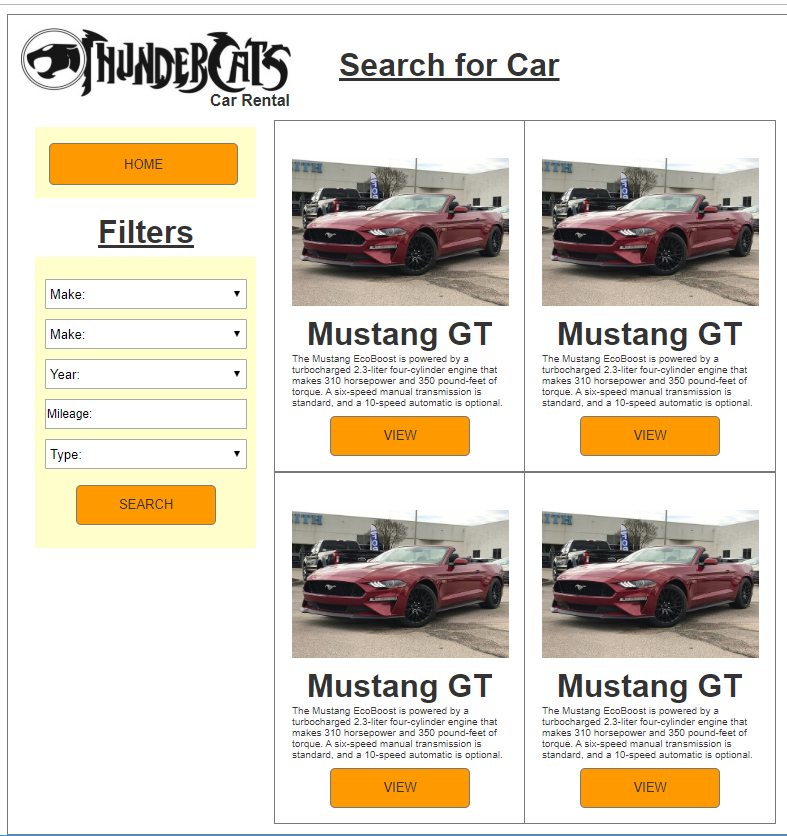 THUNDERCATS
Car Rental
Search for Car
HOME
Filters
Make:
Make:
Year:
Mileage:
Type:
SEARCH
ITH
Mustang GT
The Mustang EcoBoost is powered by a
turbocharged 2.3-liter four-cylinder engine that
makes 310 horsepower and 350 pound-feet of
torque. A six-speed manual transmission is
standard, and a 10-speed automatic is optional.
VIEW
ITH
Mustang GT
The Mustang EcoBoost is powered by a
turbocharged 2.3-liter four-cylinder engine that
makes 310 horsepower and 350 pound-feet of
torque. A six-speed manual transmission is
standard, and a 10-speed automatic is optional.
VIEW
ITH
Mustang GT
The Mustang EcoBoost is powered by a
turbocharged 2.3-liter four-cylinder engine that
makes 310 horsepower and 350 pound-feet of
torque. A six-speed manual transmission is
standard, and a 10-speed automatic is optional.
VIEW
ITH
Mustang GT
The Mustang EcoBoost is powered by a
turbocharged 2.3-liter four-cylinder engine that
makes 310 horsepower and 350 pound-feet of
torque. A six-speed manual transmission is
standard, and a 10-speed automatic is optional.
VIEW